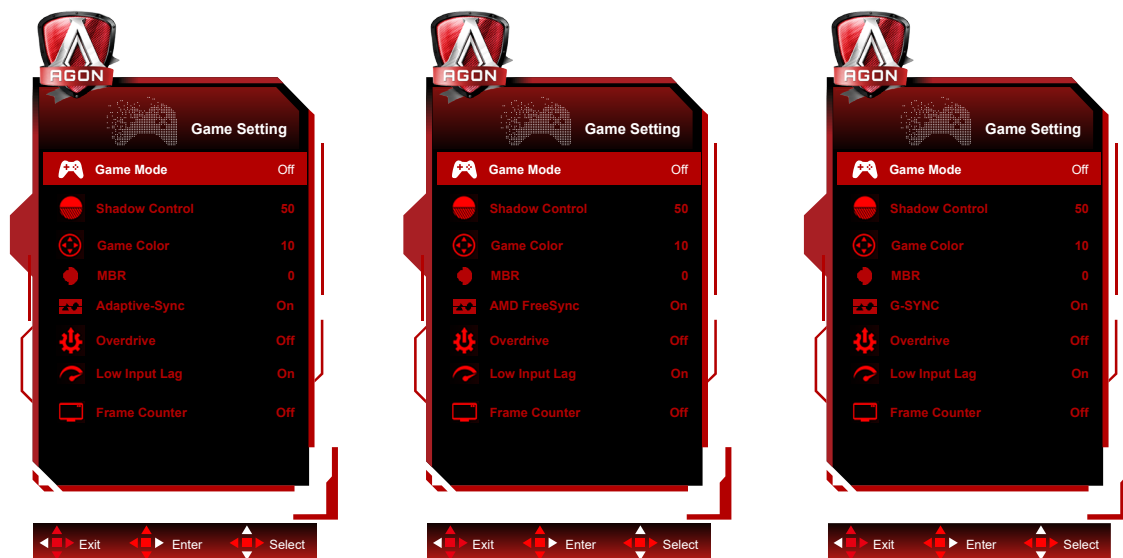 AGON
Game Setting
Game Mode Off
Shadow Control 50
Game Color 10
MBR 0
Adaptive-Sync On
Overdrive Off
Low Input Lag On
Frame Counter Off
Exit Enter Select
AGON
Game Setting
Game Mode Off
Shadow Control 50
Game Color 10
MBR 0
AMD FreeSync On
Overdrive Off
Low Input Lag On
Frame Counter Off
Exit Enter Select
AGON
Game Setting
Game Mode Off
Shadow Control 50
Game Color 10
MBR 0
G-SYNC On
Overdrive Off
Low Input Lag On
Frame Counter Off
Exit Enter Select